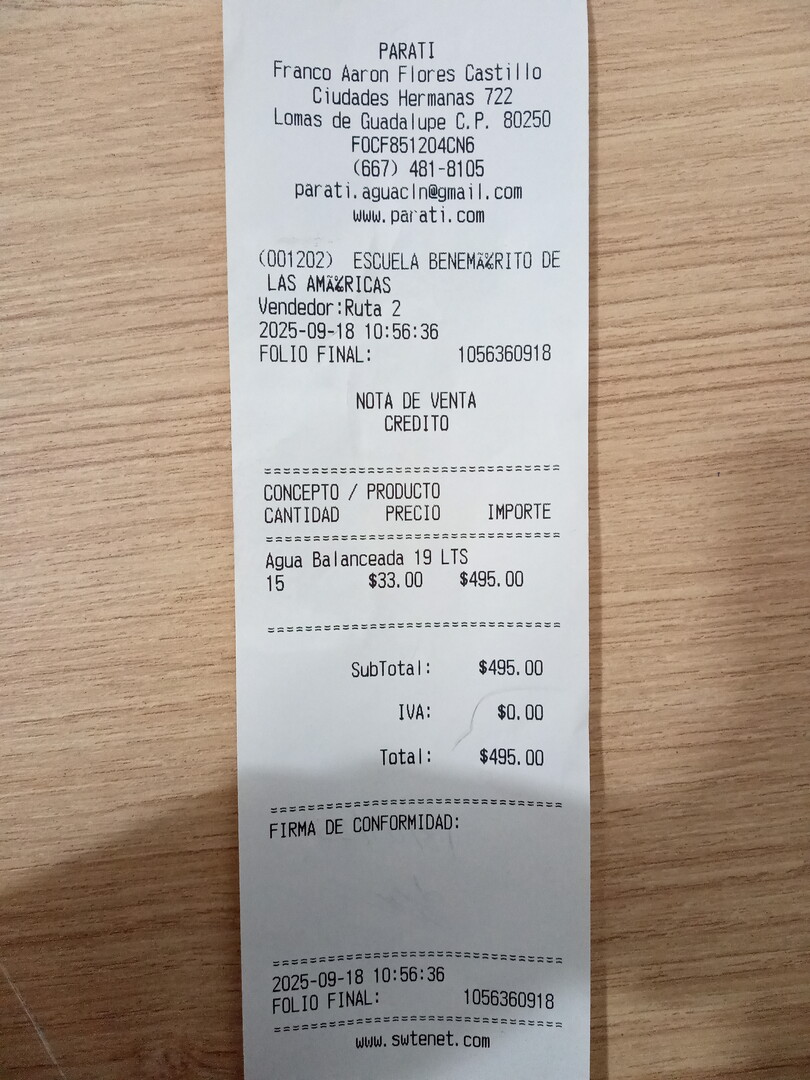 PARATI
Franco Aaron Flores Castillo
Ciudades Hermanas 722
Lomas de Guadalupe C.P. 80250
FOCF851204CN6
(667) 481-8105
parati.aguacln@gmail.com
www.parati.com
(001202) ESCUELA BENEMÃ‰RITO DE
LAS AMÃ‰RICAS
Vendedor:Ruta 2
2025-09-18 10:56:36
FOLIO FINAL: 1056360918
NOTA DE VENTA
CREDITO
==============================
CONCEPTO / PRODUCTO
CANTIDAD PRECIO IMPORTE
==============================
Agua Balanceada 19 LTS
15 $33.00 $495.00
==============================
SubTotal: $495.00
IVA: $0.00
Total: $495.00
==============================
FIRMA DE CONFORMIDAD:
==============================
2025-09-18 10:56:36
FOLIO FINAL: 1056360918
==============================
www.swtenet.com